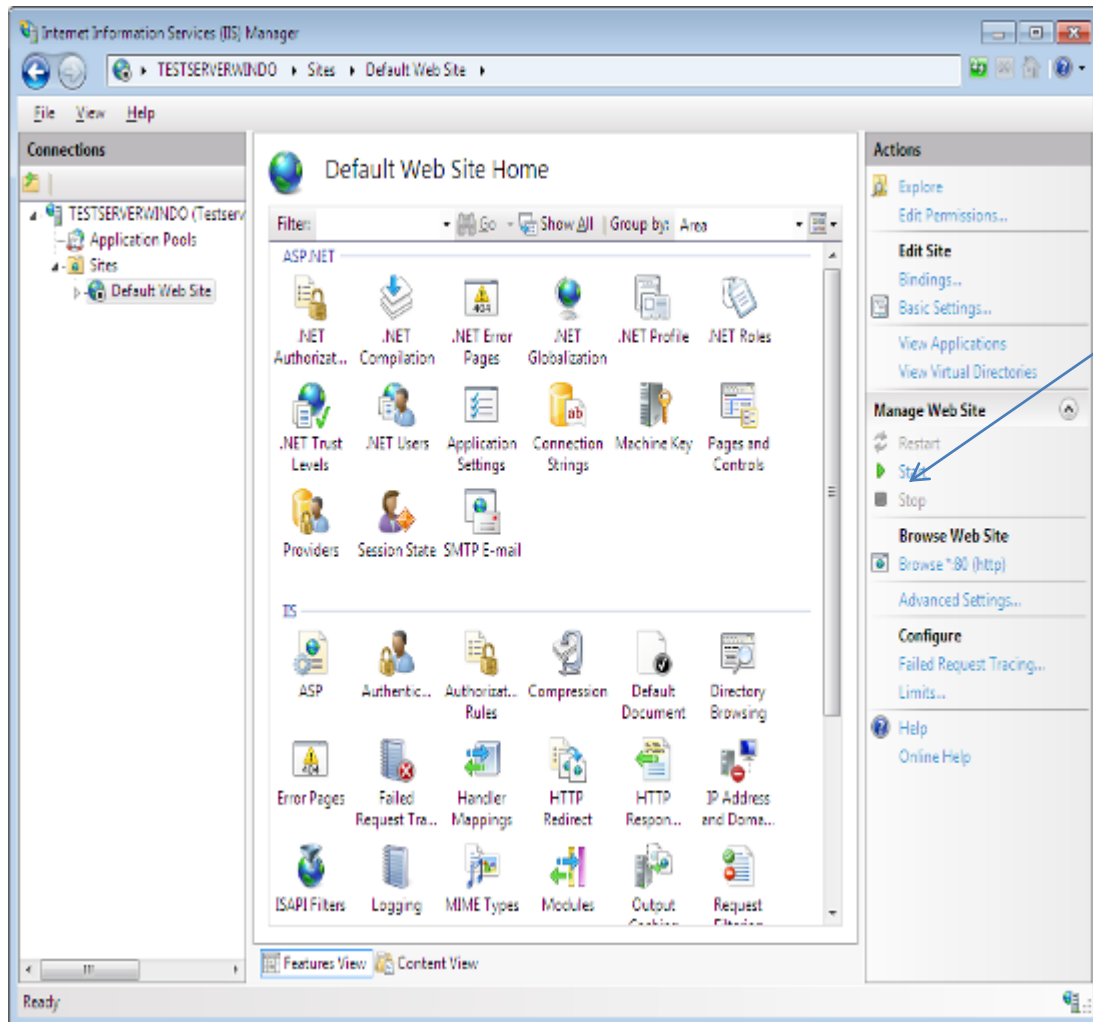 Internet Information Services (IIS) Manager
TESTSERVERWINDO Sites Default Web Site
File View Help
Connections
TESTSERVERWINDO (Testserv
Application Pools
Sites
Default Web Site
Default Web Site Home
Filter: Go Show All Group by: Area
ASP.NET
.NET Authorizat...
.NET Compilation
.NET Error Pages
.NET Globalization
.NET Profile
.NET Roles
.NET Trust Levels
.NET Users
Application Settings
Connection Strings
Machine Key
Pages and Controls
Providers
Session State
SMTP E-mail
IIS
ASP
Authentic...
Authorizat... Rules
Compression
Default Document
Directory Browsing
Error Pages
Failed Request Tra...
Handler Mappings
HTTP Redirect
HTTP Respon...
IP Address and Doma...
ISAPI Filters
Logging
MIME Types
Modules
Output Caching
Request Filtering
Features View
Content View
Actions
Explore
Edit Permissions...
Edit Site
Bindings...
Basic Settings...
View Applications
View Virtual Directories
Manage Web Site
Restart
Start
Stop
Browse Web Site
Browse *:80 (http)
Advanced Settings...
Configure
Failed Request Tracing...
Limits...
Help
Online Help
Ready